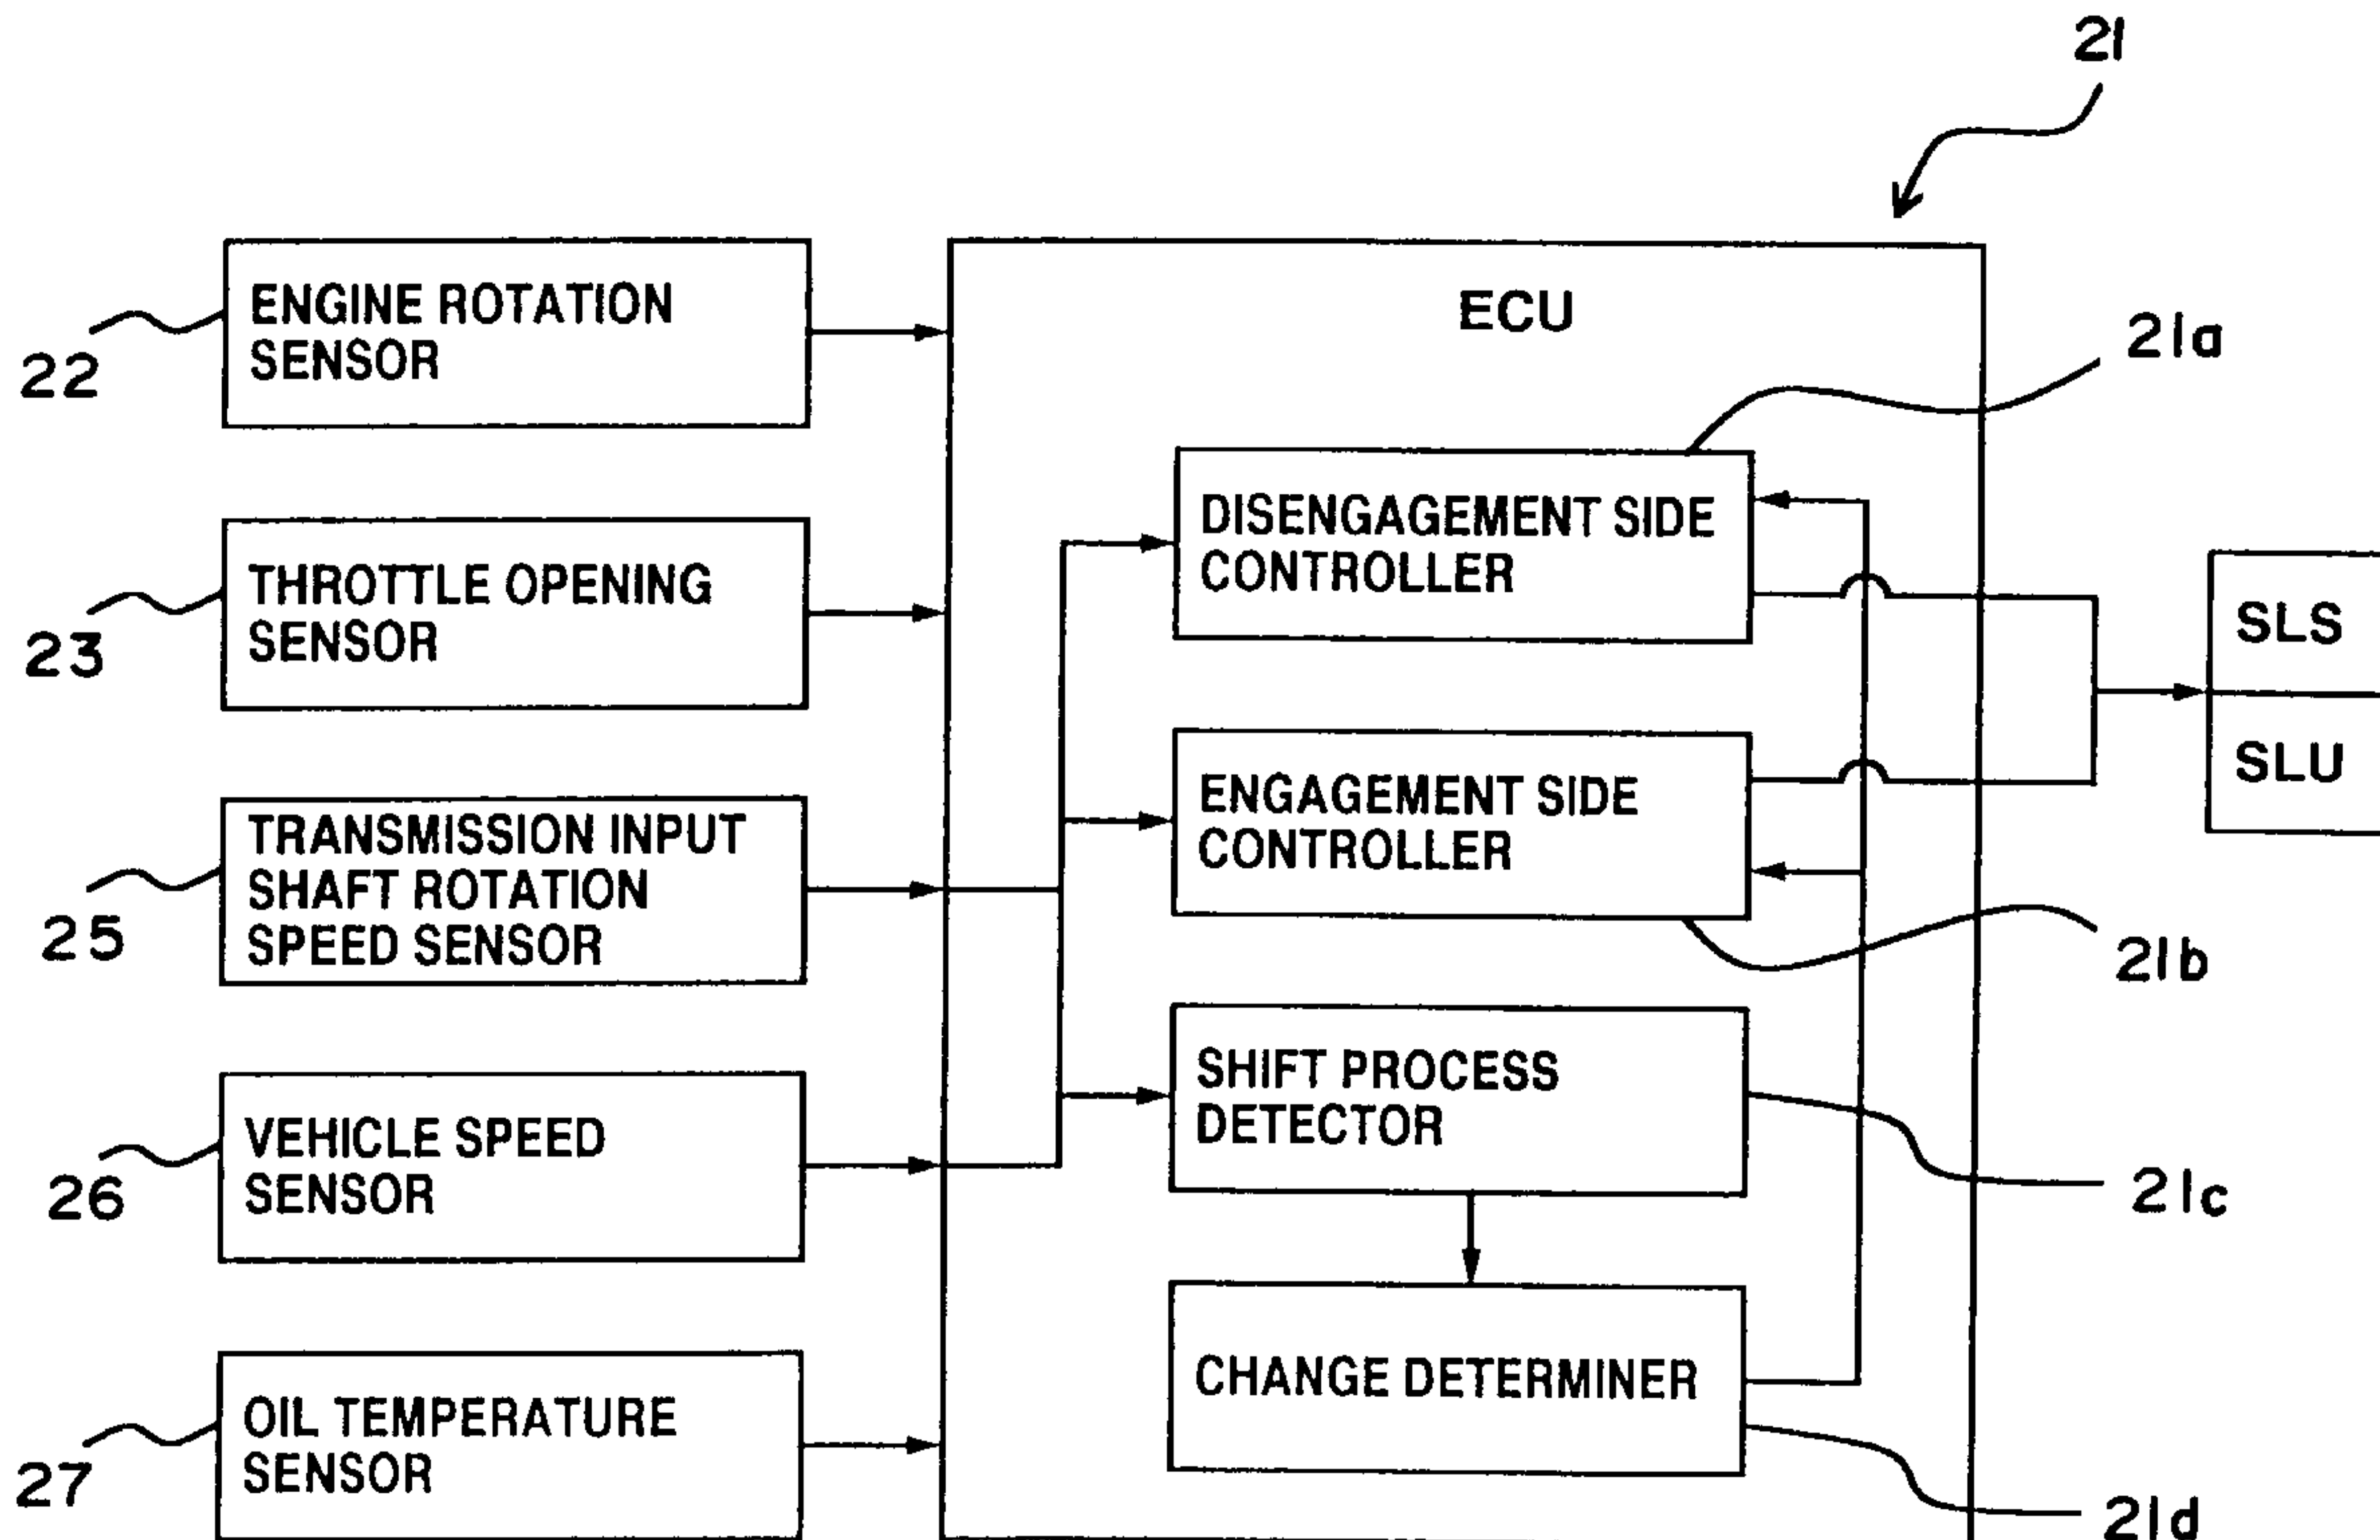 21
ECU
21a
ENGINE ROTATION
SENSOR
22
THROTTLE OPENING
SENSOR
23
TRANSMISSION INPUT
SHAFT ROTATION
SPEED SENSOR
25
VEHICLE SPEED
SENSOR
26
OIL TEMPERATURE
SENSOR
27
DISENGAGEMENT SIDE
CONTROLLER
ENGAGEMENT SIDE
CONTROLLER
21b
SHIFT PROCESS
DETECTOR
21c
CHANGE DETERMINER
21d
SLS
SLU